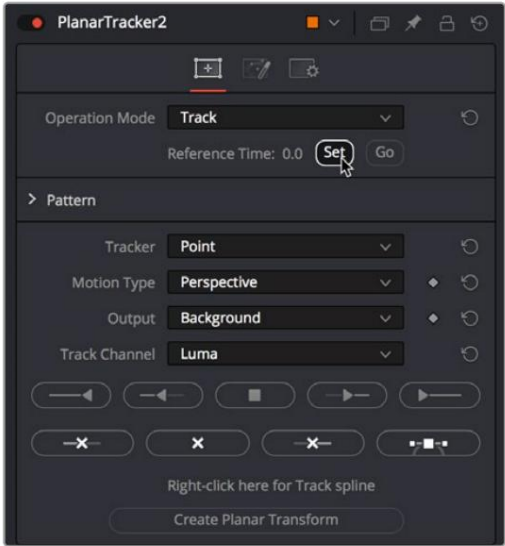 PlanarTracker2
Operation Mode Track
Reference Time: 0.0 Set Go
Pattern
Tracker Point
Motion Type Perspective
Output Background
Track Channel Luma
Right-click here for Track spline
Create Planar Transform